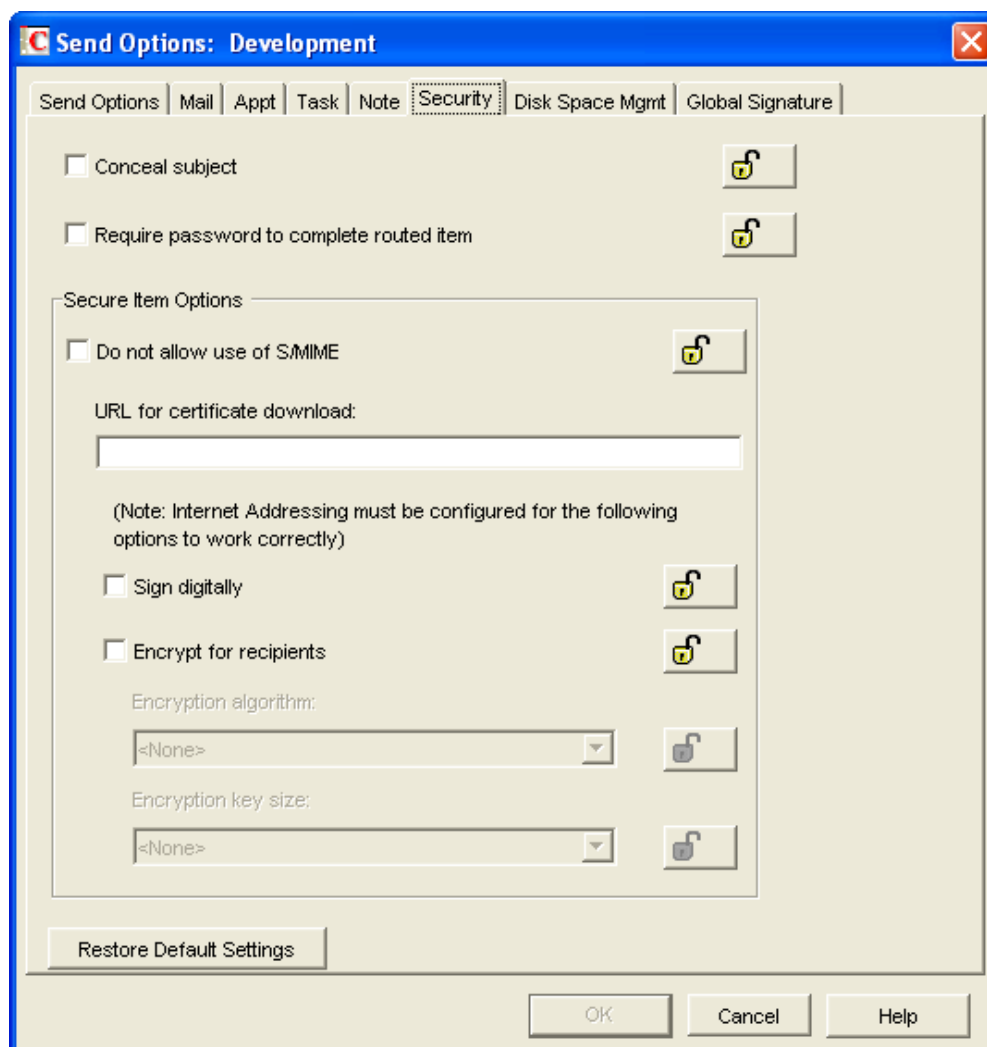 Send Options: Development
Send Options
Mail
Appt
Task
Note
Security
Disk Space Mgmt
Global Signature
Conceal subject
Require password to complete routed item
Secure Item Options
Do not allow use of S/MIME
URL for certificate download:
(Note: Internet Addressing must be configured for the following
options to work correctly)
Sign digitally
Encrypt for recipients
Encryption algorithm:
<None>
Encryption key size:
<None>
Restore Default Settings
OK
Cancel
Help